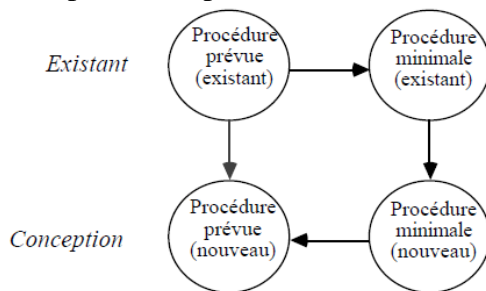 Existant
Procédure
prévue
(existant)
Procédure
minimale
(existant)
Conception
Procédure
prévue
(nouveau)
Procédure
minimale
(nouveau)